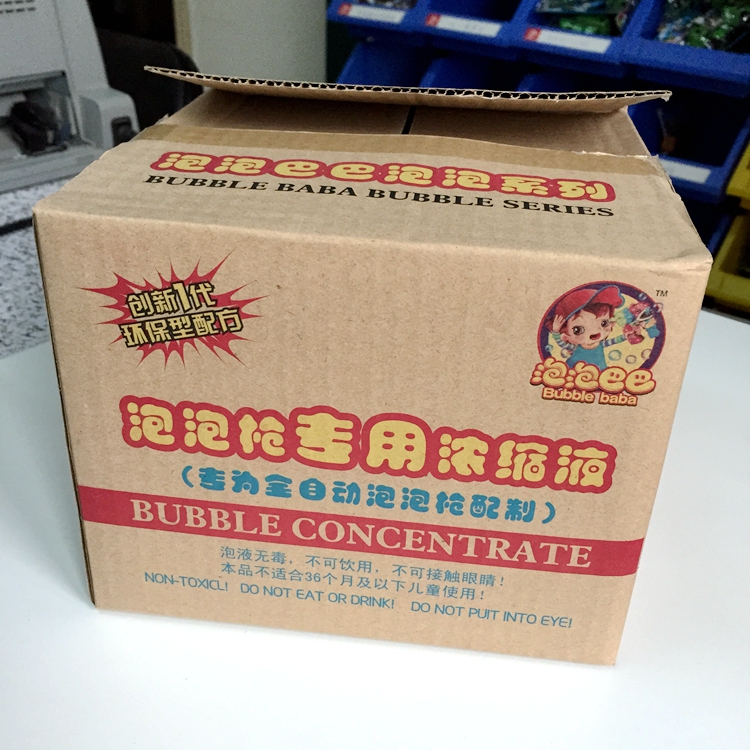 泡泡巴巴泡泡系列
BUBBLE BABA BUBBLE SERIES
创新1代
环保型配方
TM
泡泡巴巴
Bubble baba
泡泡枪专用浓缩液
(专为全自动泡泡枪配制)
BUBBLE CONCENTRATE
泡液无毒,不可饮用,不可接触眼睛!
本品不适合36个月及以下儿童使用!
NON-TOXICL! DO NOT EAT OR DRINK! DO NOT PUIT INTO EYE!